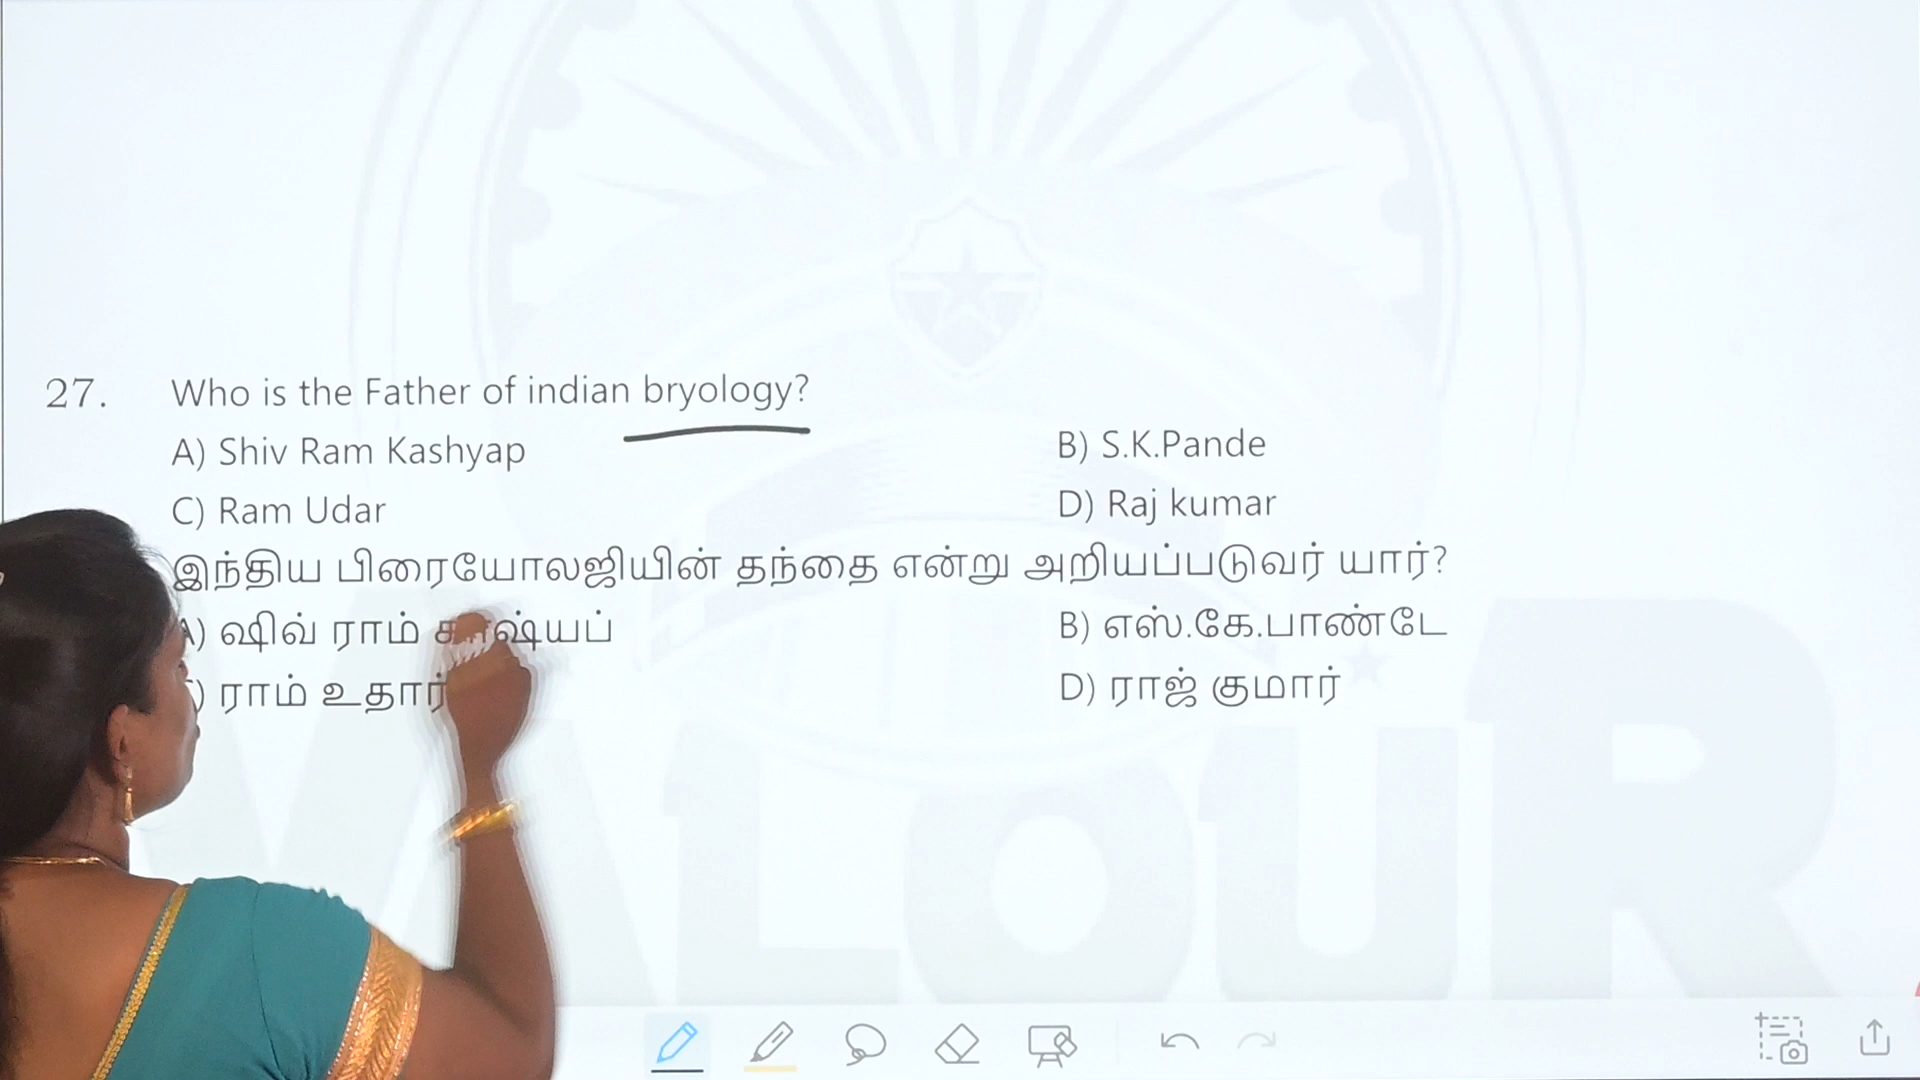 27. Who is the Father of indian bryology?
A) Shiv Ram Kashyap B) S.K.Pande
C) Ram Udar D) Raj kumar
இந்திய பிரையோலஜியின் தந்தை என்று அறியப்படுவர் யார்?
A) ஷிவ் ராம் B) எஸ்.கே.பாண்டே
ராம் உதார் D) ராஜ் குமார்
VALOUR